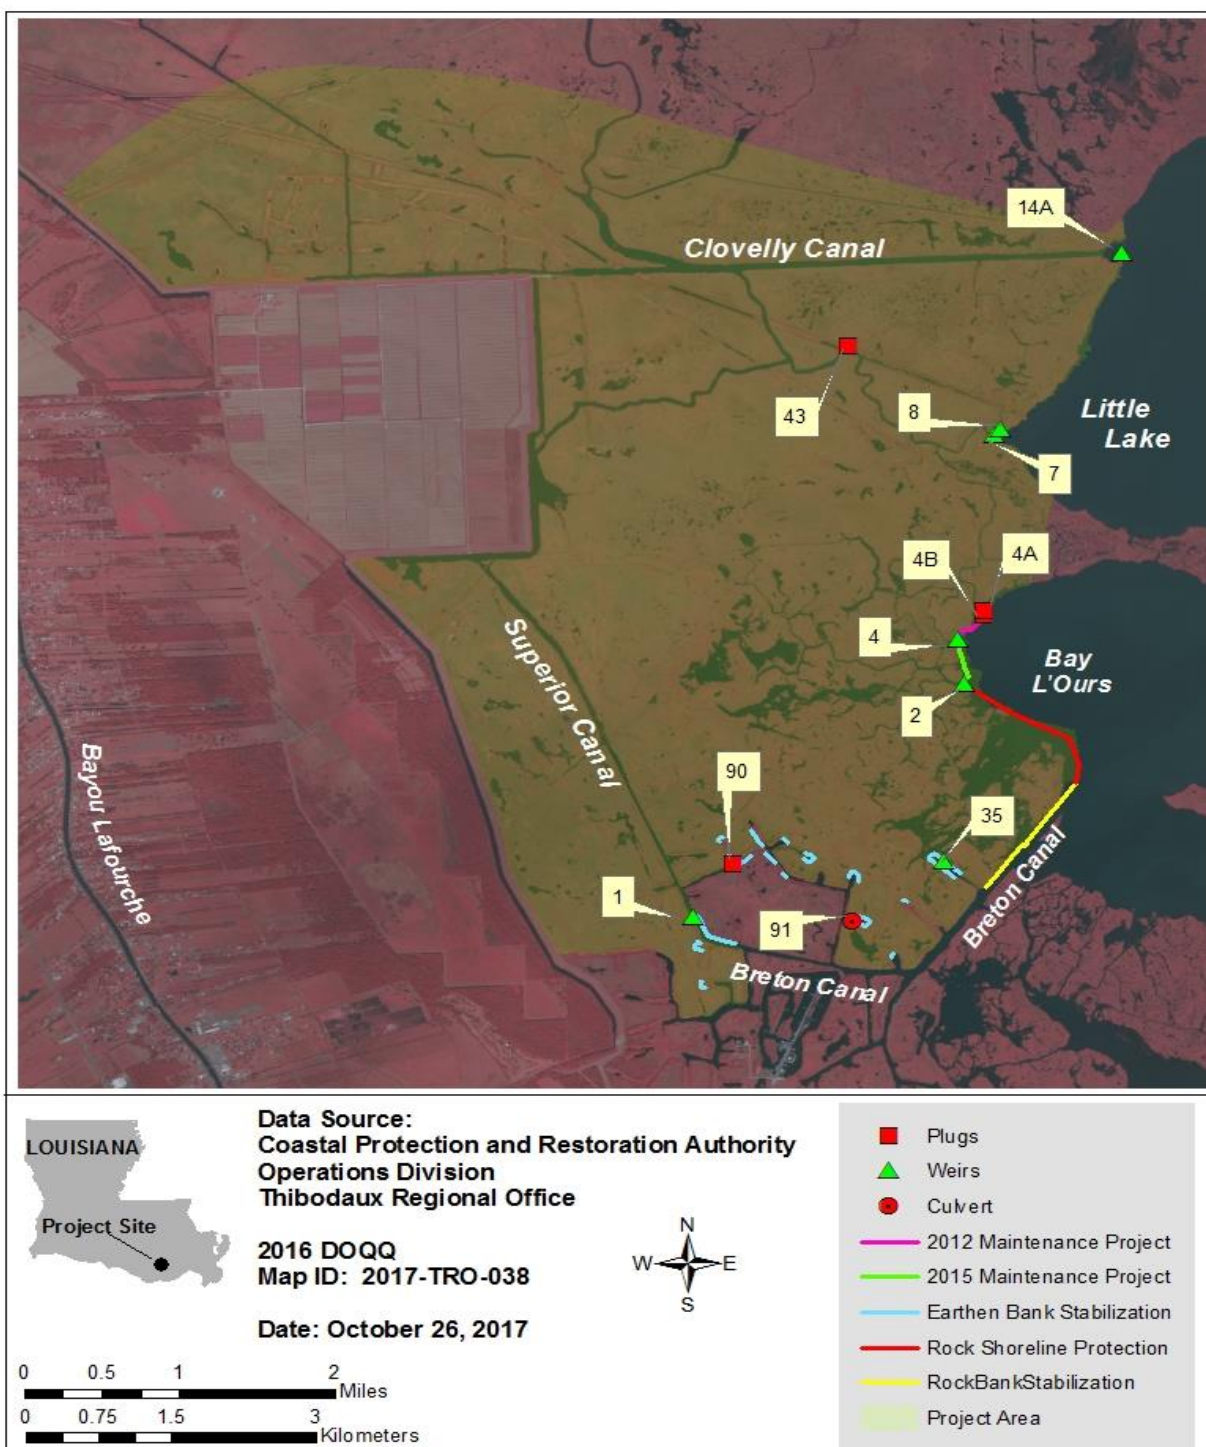 14A
Clovelly Canal
43
8
Little
Lake
7
4B
4A
4
Superior Canal
Bay
L'Ours
2
Bayou Lafourche
90
35
1
91
Breton Canal
Breton Canal
LOUISIANA
Project Site
Data Source:
Coastal Protection and Restoration Authority
Operations Division
Thibodaux Regional Office
2016 DOQQ
Map ID: 2017-TRO-038
Date: October 26, 2017
N
W E
S
0 0.5 1 2
Miles
0 0.75 1.5 3
Kilometers
Plugs
Weirs
Culvert
2012 Maintenance Project
2015 Maintenance Project
Earthen Bank Stabilization
Rock Shoreline Protection
RockBankStabilization
Project Area